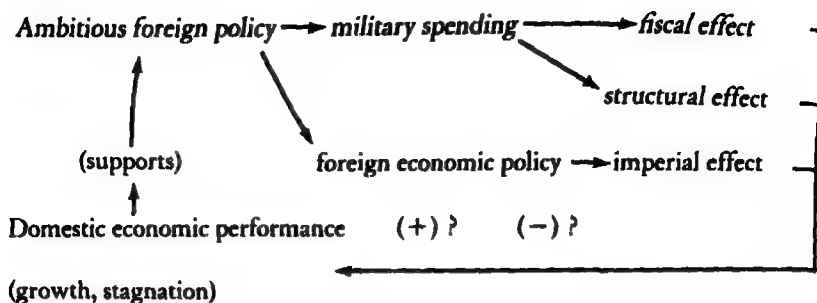 Ambitious foreign policy military spending fiscal effect
structural effect
(supports) foreign economic policy imperial effect
Domestic economic performance (+) ? (−) ?
(growth, stagnation)